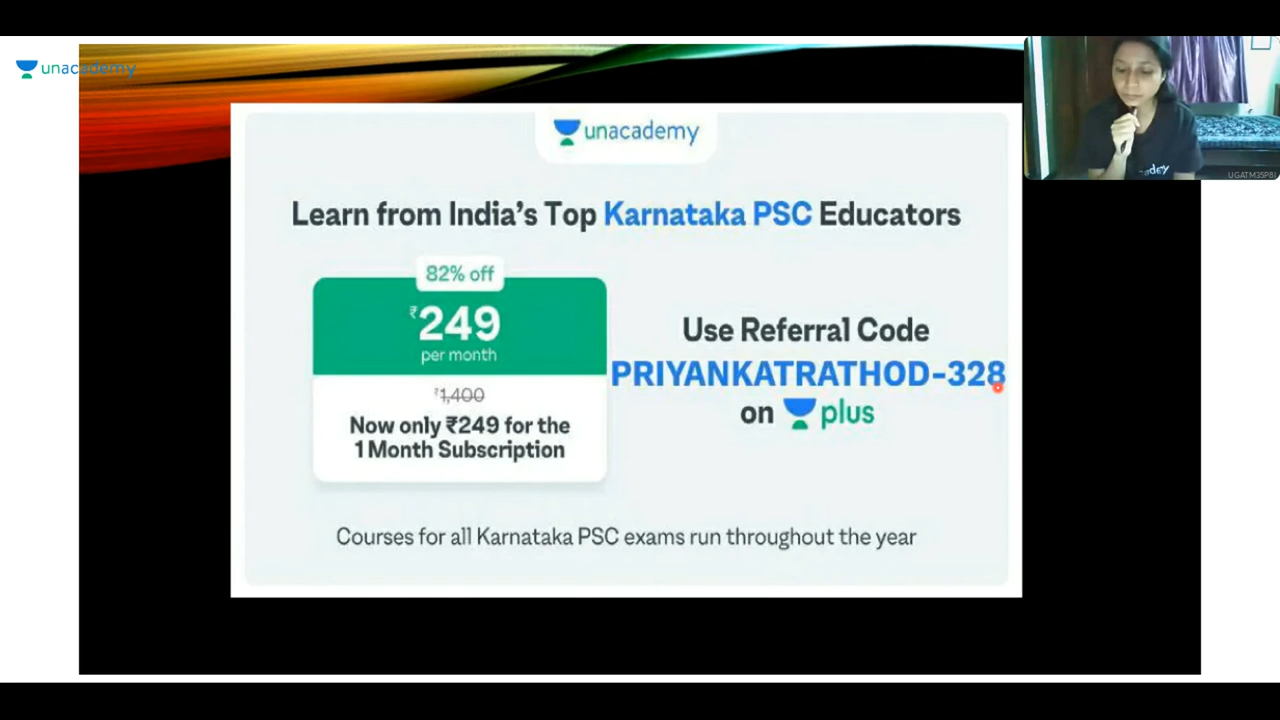 unacademy
unacademy
Learn from India's Top Karnataka PSC Educators
82% off
₹249
per month
₹1,400
Now only ₹249 for the
1 Month Subscription
Use Referral Code
PRIYANKATRATHOD-328
on plus
Courses for all Karnataka PSC exams run throughout the year